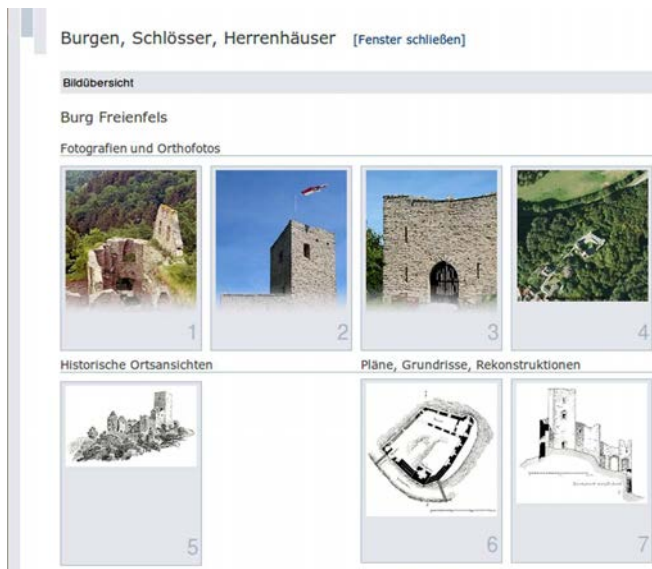 Burgen, Schlösser, Herrenhäuser [Fenster schließen]
Bildübersicht
Burg Freienfels
Fotografien und Orthofotos
1
2
3
4
Historische Ortsansichten
Pläne, Grundrisse, Rekonstruktionen
5
6
7